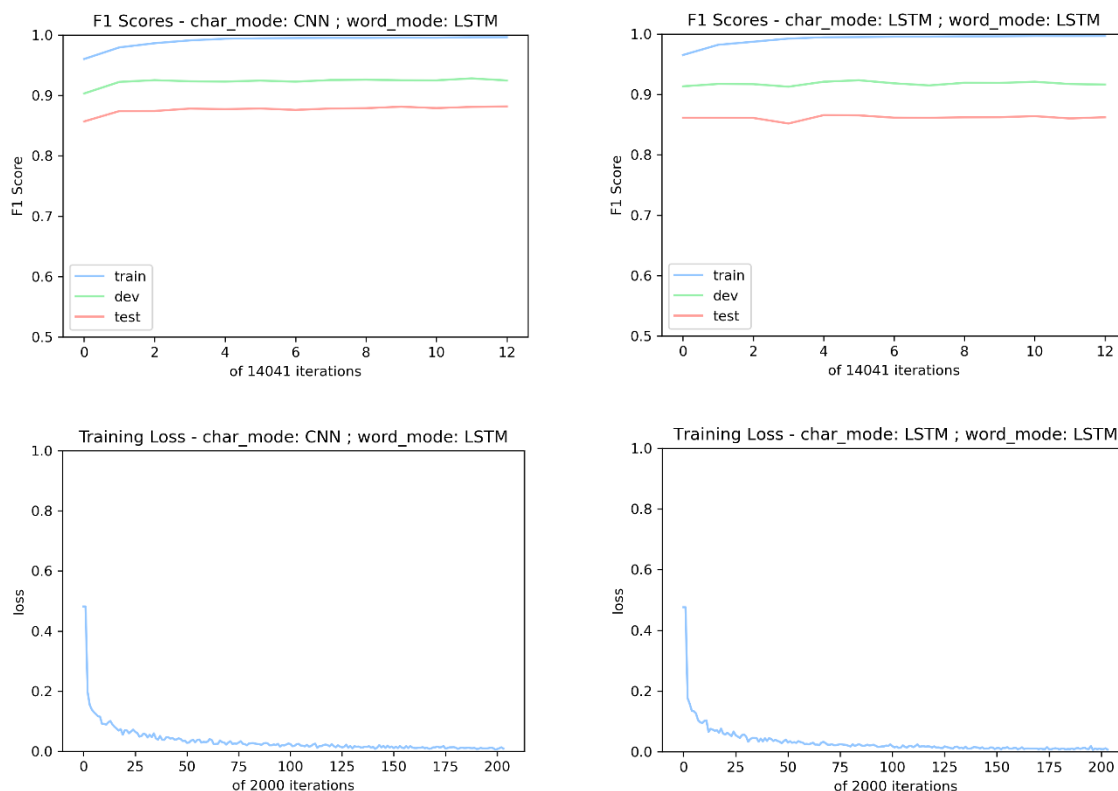 F1 Scores - char_mode: CNN ; word_mode: LSTM
1.0
0.9
0.8
0.7
0.6
0.5
F1 Score
train
dev
test
0 2 4 6 8 10 12
of 14041 iterations
F1 Scores - char_mode: LSTM ; word_mode: LSTM
1.0
0.9
0.8
0.7
0.6
0.5
F1 Score
train
dev
test
0 2 4 6 8 10 12
of 14041 iterations
Training Loss - char_mode: CNN ; word_mode: LSTM
1.0
0.8
0.6
0.4
0.2
0.0
loss
0 25 50 75 100 125 150 175 200
of 2000 iterations
Training Loss - char_mode: LSTM ; word_mode: LSTM
1.0
0.8
0.6
0.4
0.2
0.0
loss
0 25 50 75 100 125 150 175 200
of 2000 iterations